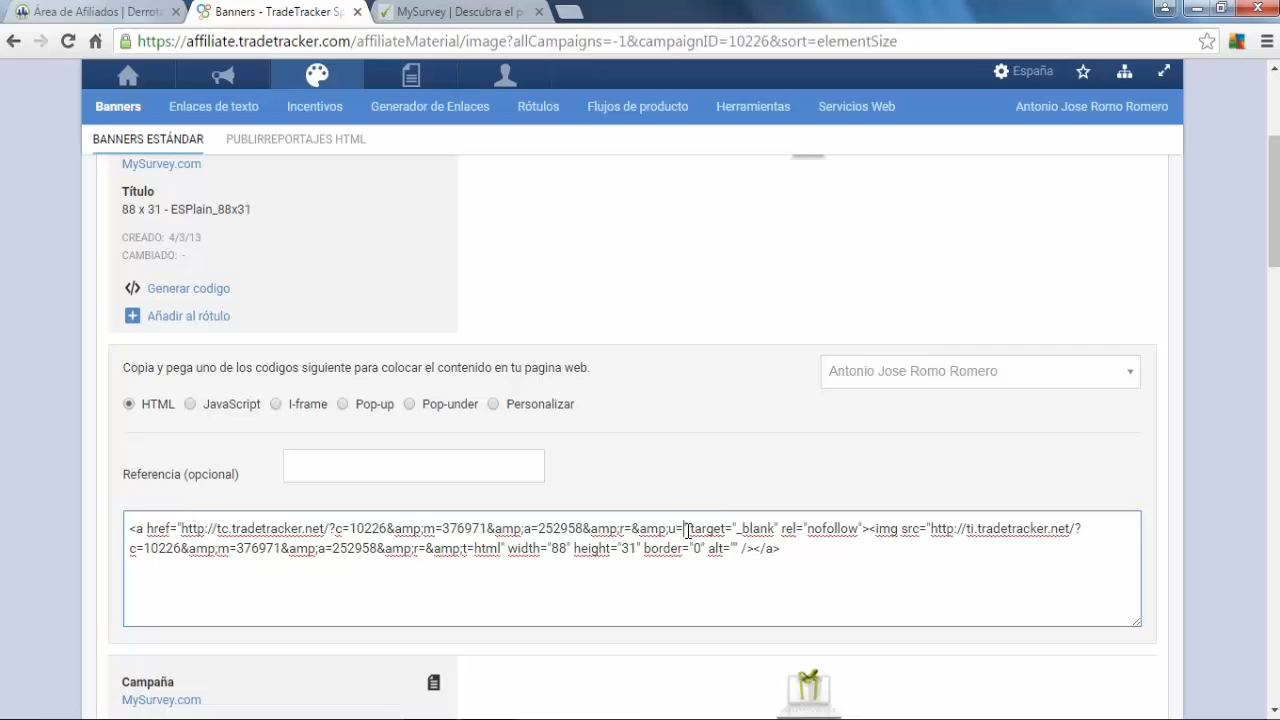 Área de Afiliados | Derrot
Banners - TradeTracker Sp
MySurvey | Descubra el p
https://affiliate.tradetracker.com/affiliateMaterial/image?allCampaigns=-1&campaignID=10226&sort=elementSize
España
Banners Enlaces de texto Incentivos Generador de Enlaces Rótulos Flujos de producto Herramientas Servicios Web Antonio Jose Romo Romero
BANNERS ESTÁNDAR PUBLIRREPORTAJES HTML
MySurvey.com
Título
88 x 31 - ESPlain_88x31
CREADO: 4/3/13
CAMBIADO: -
Generar codigo
Añadir al rótulo
Copia y pega uno de los codigos siguiente para colocar el contenido en tu pagina web.
Antonio Jose Romo Romero
HTML JavaScript I-frame Pop-up Pop-under Personalizar
Referencia (opcional)
<a href="http://tc.tradetracker.net/?c=10226&amp;m=376971&amp;a=252958&amp;r=&amp;u=" target="_blank" rel="nofollow"><img src="http://ti.tradetracker.net/?
c=10226&amp;m=376971&amp;a=252958&amp;r=&amp;t=html" width="88" height="31" border="0" alt="" /></a>
Campaña
MySurvey.com